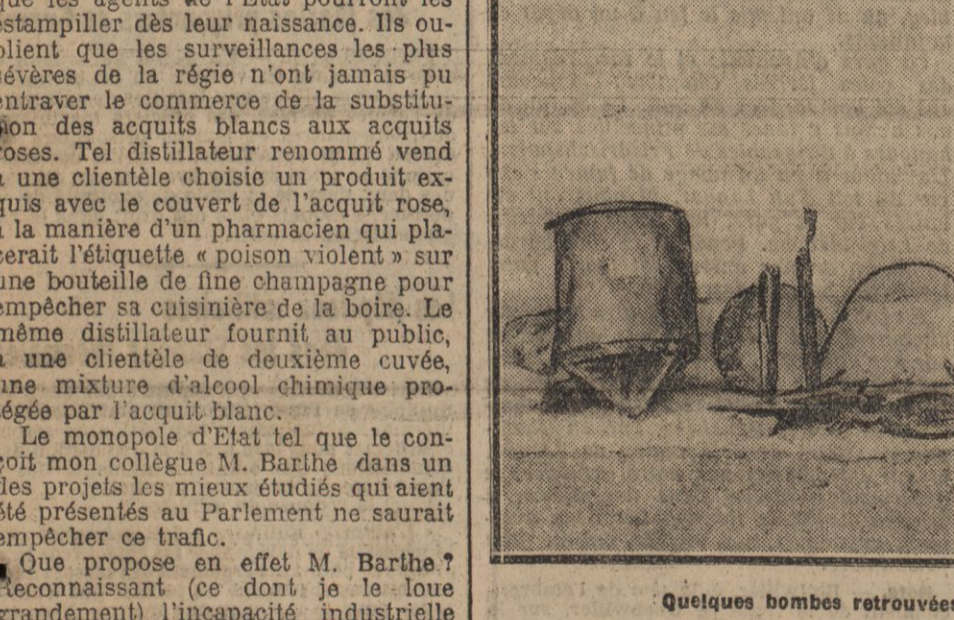 que les agents de l'Etat pourront les
estampiller dès leur naissance. Ils ou-
blient que les surveillances les plus
sévères de la régie n'ont jamais pu
entraver le commerce de la substitu-
tion des acquits blancs aux acquits
roses. Tel distillateur renommé vend
à une clientèle choisie un produit ex-
quis avec le couvert de l'acquit rose,
à la manière d'un pharmacien qui pla-
cerait l'étiquette « poison violent » sur
une bouteille de fine champagne pour
empêcher sa cuisinière de la boire. Le
même distillateur fournit au public,
à une clientèle de deuxième cuvée,
une mixture d'alcool chimique pro-
tégée par l'acquit blanc.
Le monopole d'Etat tel que le con-
çoit mon collègue M. Barthe dans un
des projets les mieux étudiés qui aient
été présentés au Parlement ne saurait
empêcher ce trafic.
Que propose en effet M. Barthe ?
Reconnaissant (ce dont je le loue
grandement) l'incapacité industrielle
Quelques bombes retrouvées